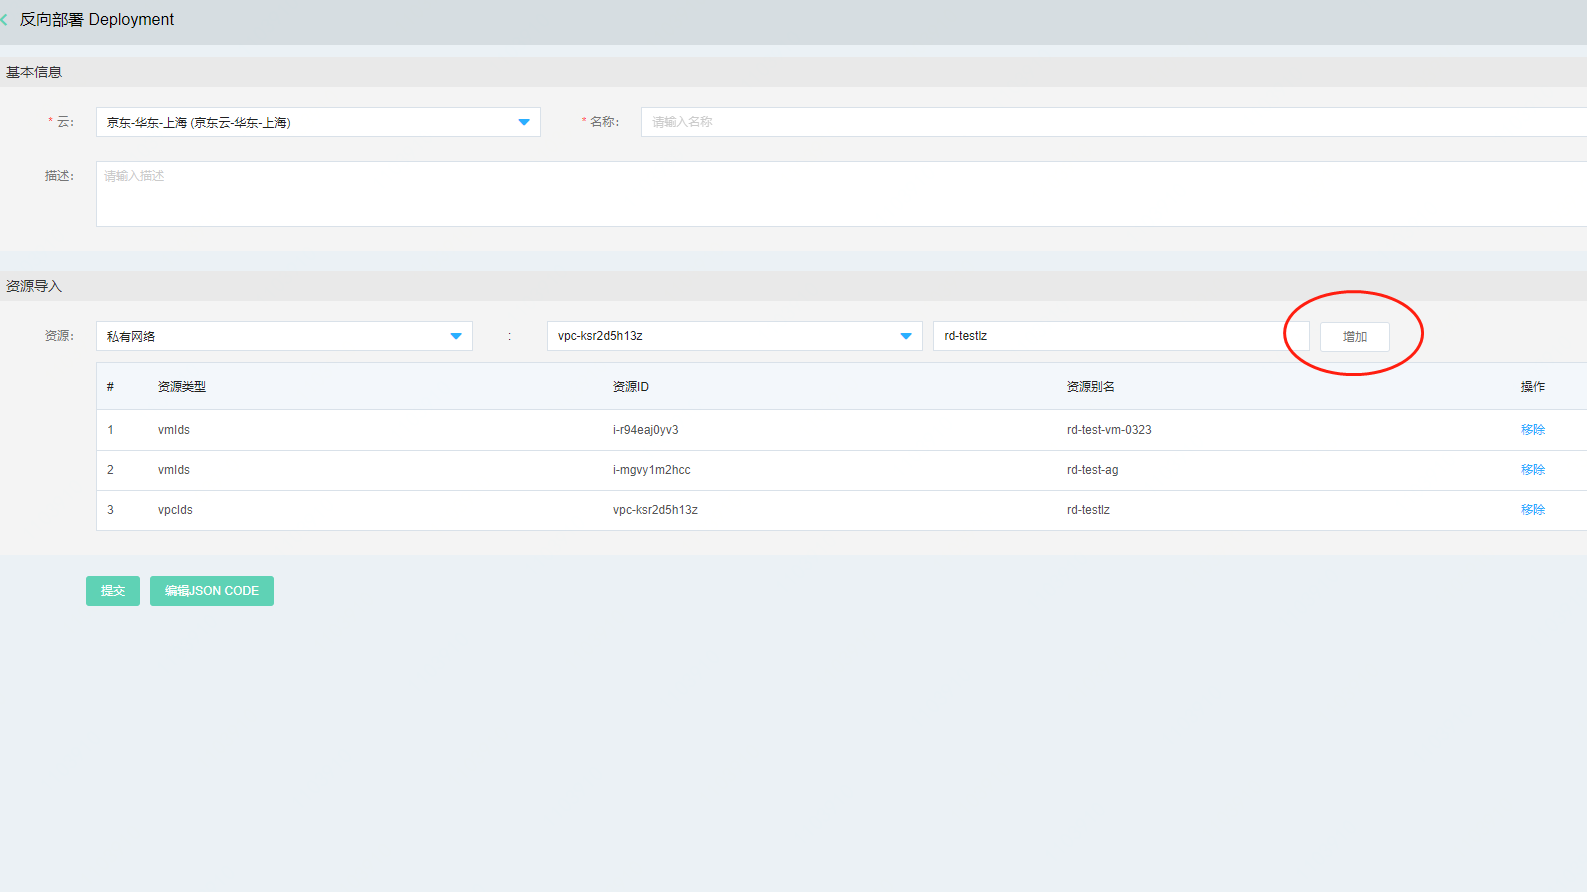 反向部署 Deployment
基本信息
* 云: 京东-华东-上海 (京东云-华东-上海) * 名称: 请输入名称
描述: 请输入描述
资源导入
资源: 私有网络 : vpc-ksr2d5h13z rd-testlz 增加
# 资源类型 资源ID 资源别名 操作
1 vmIds i-r94eaj0yv3 rd-test-vm-0323 移除
2 vmIds i-mgvy1m2hcc rd-test-ag 移除
3 vpcIds vpc-ksr2d5h13z rd-testlz 移除
提交 编辑JSON CODE